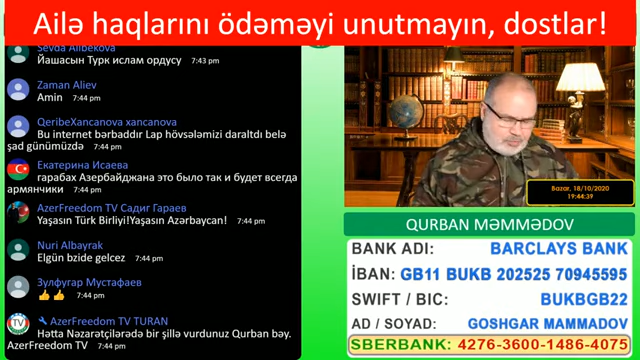 Ailə haqlarını ödəməyi unutmayın, dostlar!
Sevda Alibekova
Йашасын Турк ислам ордусу 7:43 pm
Zaman Aliev
Amin 7:44 pm
QeribeXancanova xancanova
Bu internet bərbaddır Lap hövsələmizi daraltdı belə
şad günümüzdə 7:44 pm
Екатерина Исаева
гарабах Азербайджана это было так и будет всегда
армянчики 7:44 pm
AzerFreedom TV Садиг Гараев
Yaşasın Türk Birliyi!Yaşasın Azərbaycan! 7:44 pm
Nuri Albayrak
Elgün bzide gelcez 7:44 pm
Зулфугар Мустафаев
👍👍 7:44 pm
AzerFreedom TV TURAN
Hətta Nəzarətçilərədə bir şillə vurdunuz Qurban bəy.
AzerFreedom TV 7:44 pm
Bazar, 18/10/2020
19:44:39
QURBAN MƏMMƏDOV
BANK ADI: BARCLAYS BANK
İBAN: GB11 BUKB 202525 70945595
SWIFT / BIC: BUKBGB22
AD / SOYAD: GOSHGAR MAMMADOV
SBERBANK: 4276-3600-1486-4075